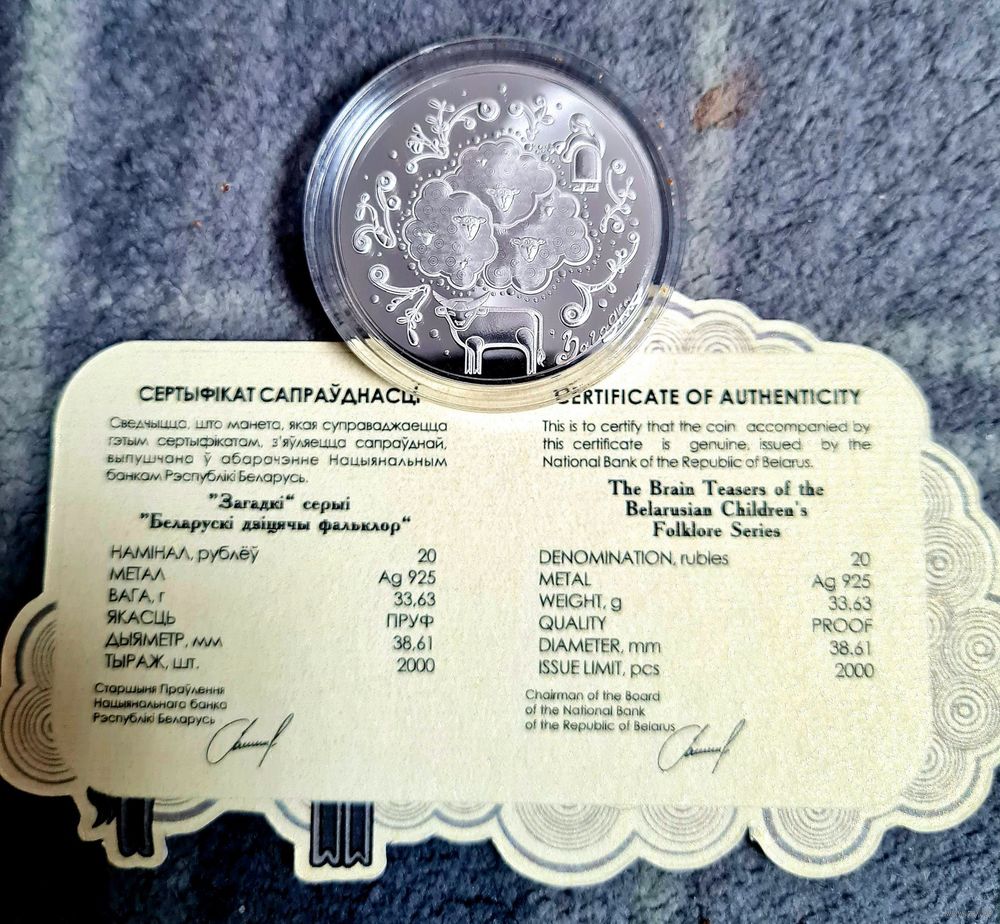 Загадкі
СЕРТЫФІКАТ САПРАЎДНАСЦІ
Сведчыцца, што манета, якая суправаджаецца
гэтым сертыфікатам, з'яўляецца сапраўднай,
выпушчана ў абарачэнне Нацыянальным
банкам Рэспублікі Беларусь.
"Загадкі“ серыі
"Беларускі дзіцячы фальклор“
НАМІНАЛ, рублёў 20
МЕТАЛ Ag 925
ВАГА, г 33,63
ЯКАСЦЬ ПРУФ
ДЫЯМЕТР, мм 38.61
ТЫРАЖ, шт. 2000
Старшыня Праўлення
Нацыянальнага банка
Рэспублікі Беларусь
CERTIFICATE OF AUTHENTICITY
This is to certify that the coin accompanied by
this certificate is genuine, issued by the
National Bank of the Republic of Belarus.
The Brain Teasers of the
Belarusian Children's
Folklore Series
DENOMINATION, rubles 20
METAL Ag 925
WEIGHT, g 33.63
QUALITY PROOF
DIAMETER, mm 38.61
ISSUE LIMIT, pcs 2000
Chairman of the Board
of the National Bank
of the Republic of Belarus